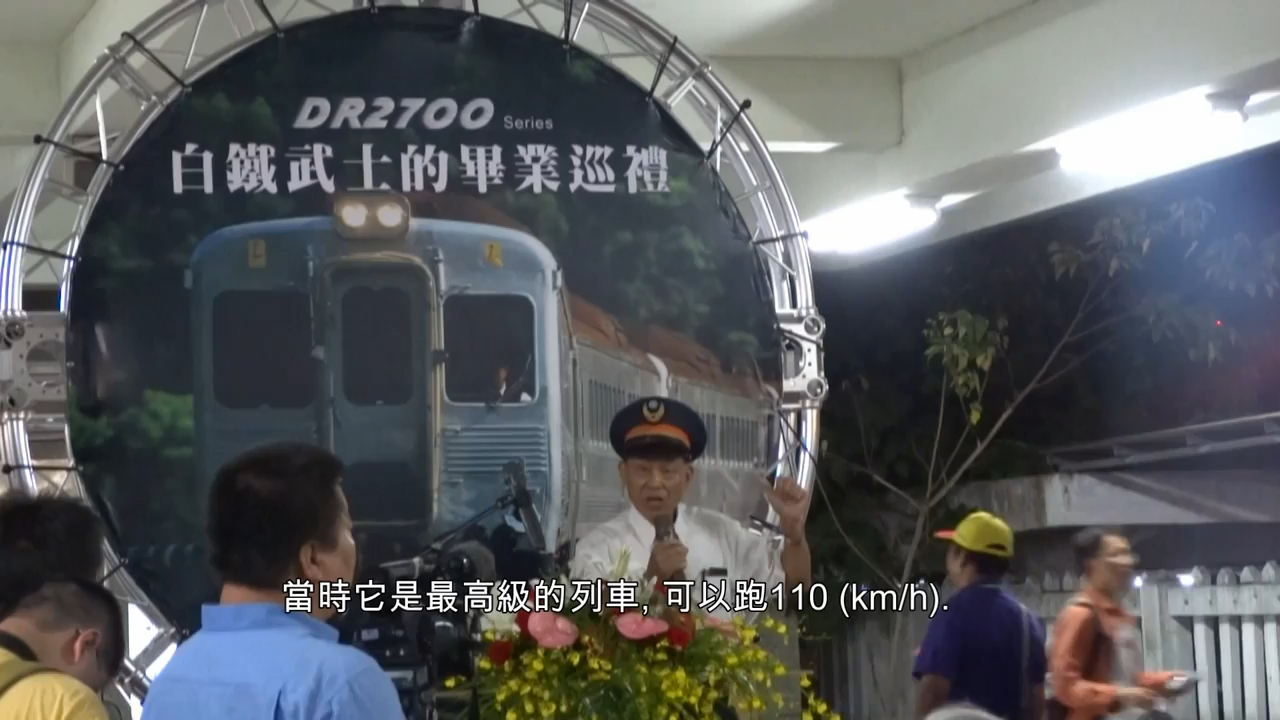 DR2700 Series
白鐵武士的畢業巡禮
當時它是最高級的列車, 可以跑110 (km/h).